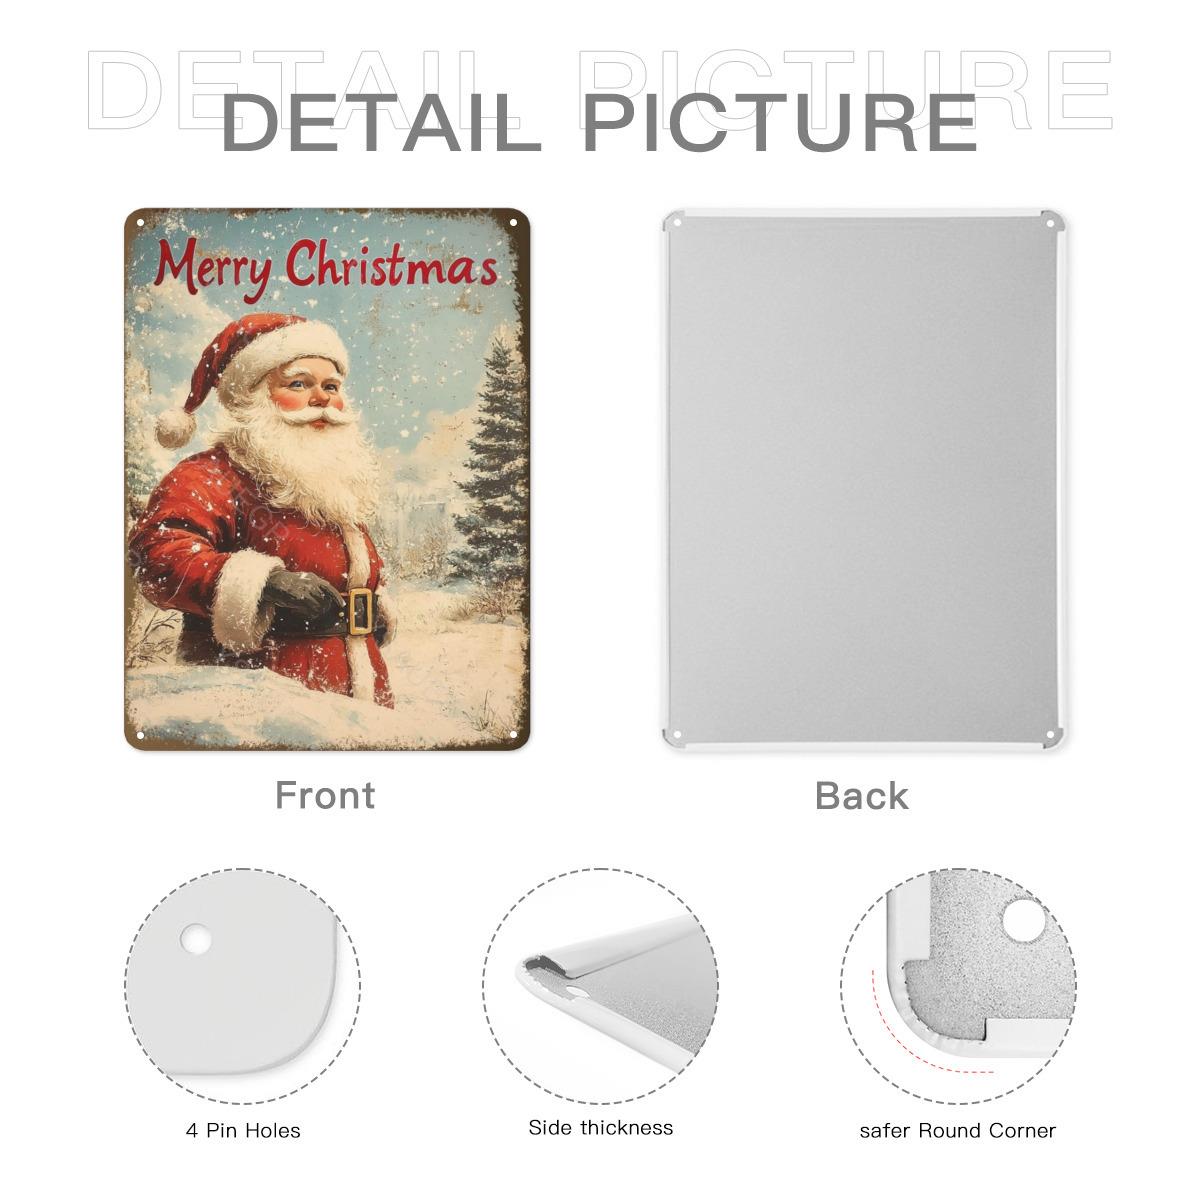 DETAIL PICTURE
DETAIL PICTURE
Merry Christmas
Front
Back
4 Pin Holes
Side thickness
safer Round Corner